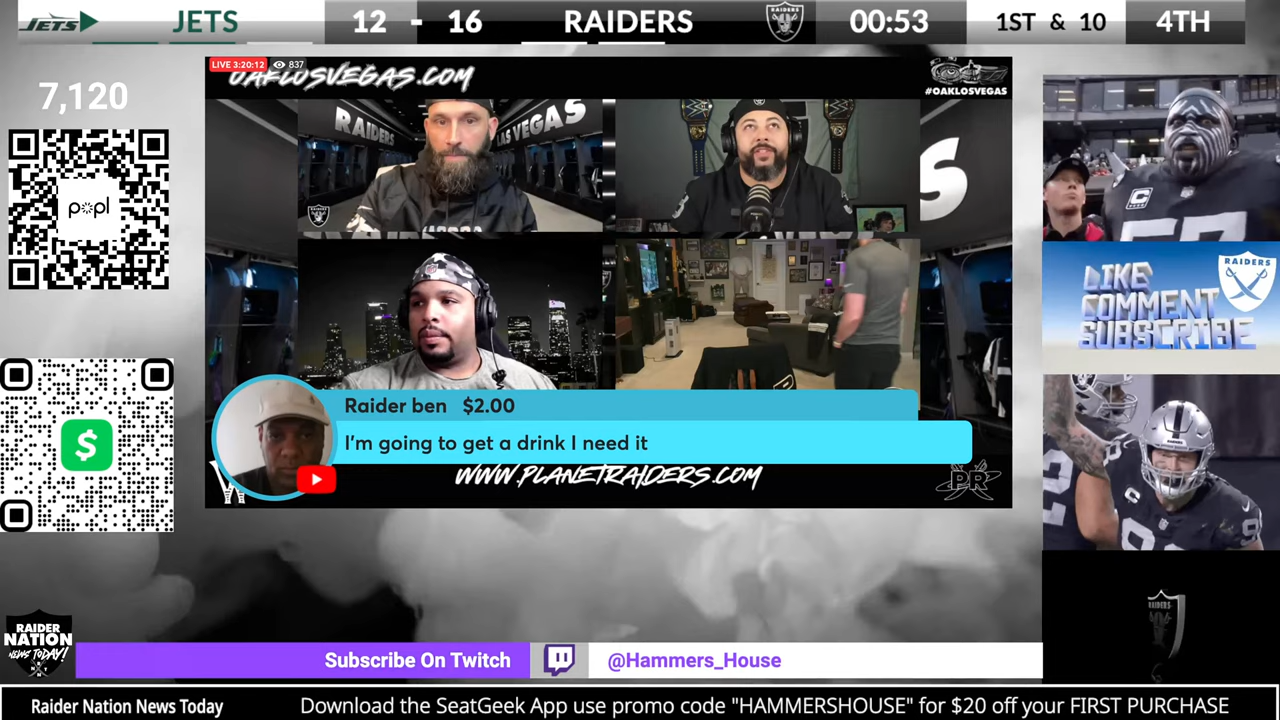 JETS JETS 12 - 16 RAIDERS RAIDERS 00:53 1ST & 10 4TH
LIVE 3:20:12 837
OAKLOSVEGAS.COM
#OAKLOSVEGAS
7,120
popl
RAIDERS
LAS VEGAS
S
C
57
LIKE
COMMENT
SUBSCRIBE
RAIDERS
Raider ben $2.00
I'm going to get a drink I need it
$
WWW.PLANETRAIDERS.COM
PR
C
RAIDERS
RAIDER
NATION
NEWS TODAY!
Subscribe On Twitch
@Hammers_House
Raider Nation News Today
Download the SeatGeek App use promo code "HAMMERSHOUSE" for $20 off your FIRST PURCHASE